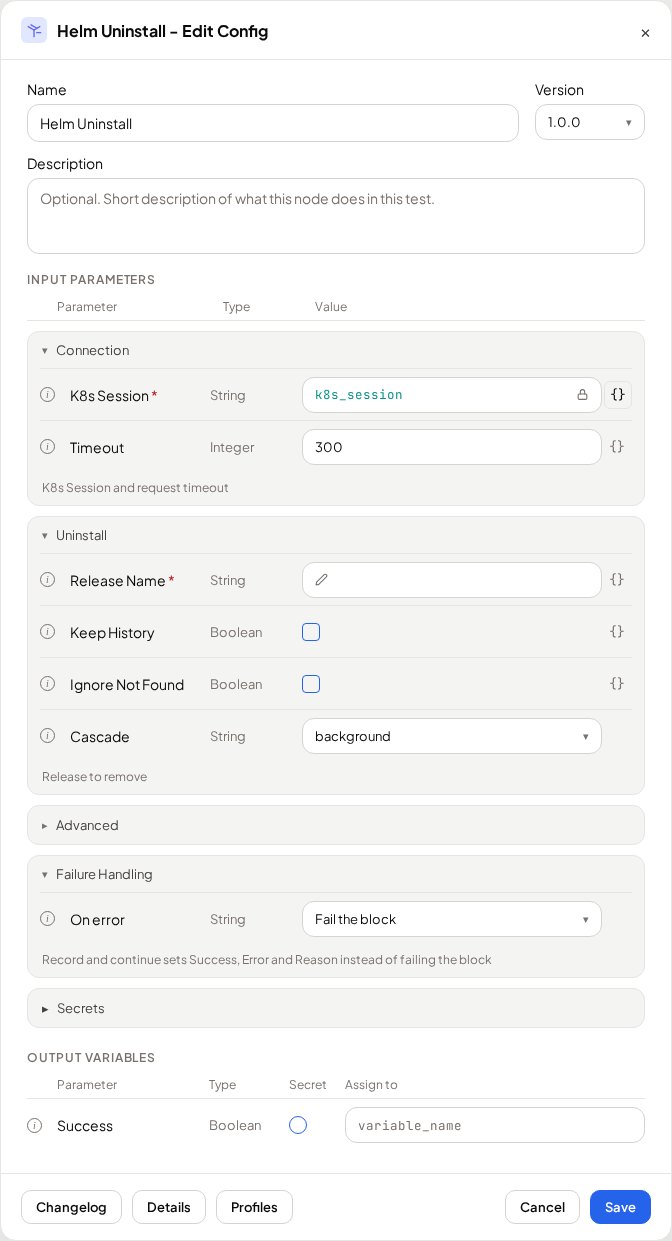 Helm Uninstall – Edit Config
×
Name
Version
Helm Uninstall
1.0.0
Description
Optional. Short description of what this node does in this test.
INPUT PARAMETERS
Parameter Type Value
Connection
K8s Session * String k8s_session {}
Timeout Integer 300 {}
K8s Session and request timeout
Uninstall
Release Name * String {}
Keep History Boolean {}
Ignore Not Found Boolean {}
Cascade String background
Release to remove
Advanced
Failure Handling
On error String Fail the block
Record and continue sets Success, Error and Reason instead of failing the block
Secrets
OUTPUT VARIABLES
Parameter Type Secret Assign to
Success Boolean variable_name
Changelog Details Profiles Cancel Save